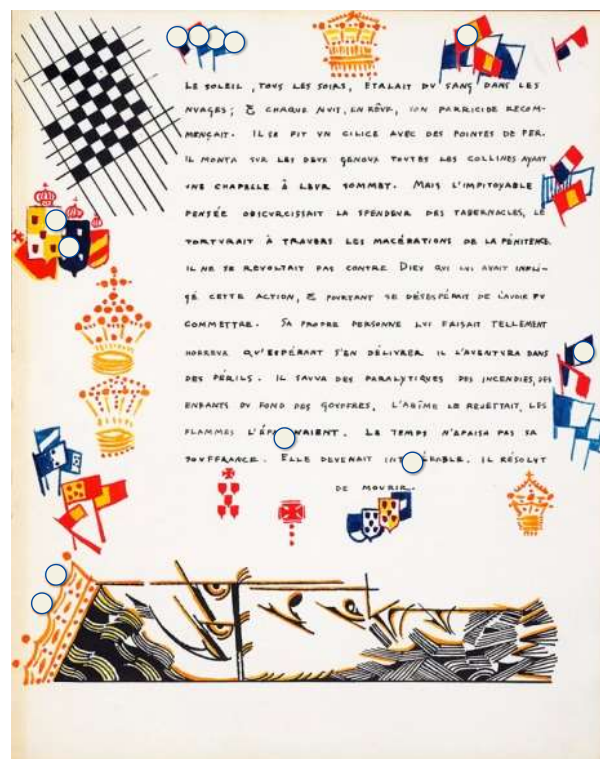 LE SOLEIL, TOUS LES SOIRS, ÉTALAIT DU SANG DANS LES
NUAGES; & CHAQUE NUIT, EN RÊVE, SON PARRICIDE RECOM-
MENÇAIT. IL SE FIT UN CILICE AVEC DES POINTES DE FER.
IL MONTA SUR LES DEUX GENOUX TOUTES LES COLLINES AYANT
UNE CHAPELLE À LEUR SOMMET. MAIS L'IMPITOYABLE
PENSÉE OBSCURCISSAIT LA SPENDEUR DES TABERNACLES, LE
TORTURAIT À TRAVERS LES MACÉRATIONS DE LA PÉNITENCE.
IL NE SE RÉVOLTAIT PAS CONTRE DIEU QUI LUI AVAIT INFLI-
GÉ CETTE ACTION, & POURTANT SE DÉSESPÉRAIT DE L'AVOIR PU
COMMETTRE. SA PROPRE PERSONNE LUI FAISAIT TELLEMENT
HORREUR QU'ESPÉRANT S'EN DÉLIVRER IL L'AVENTURA DANS
DES PÉRILS. IL SAUVA DES PARALYTIQUES DES INCENDIES, DES
ENFANTS DU FOND DES GOUFFRES. L'ABÎME LE REJETTAIT, LES
FLAMMES LE TEMPS N'APAISA PAS SA
SOUFFRANCE. ELLE DEVENAIT IL RÉSOLUT
DE MOURIR.